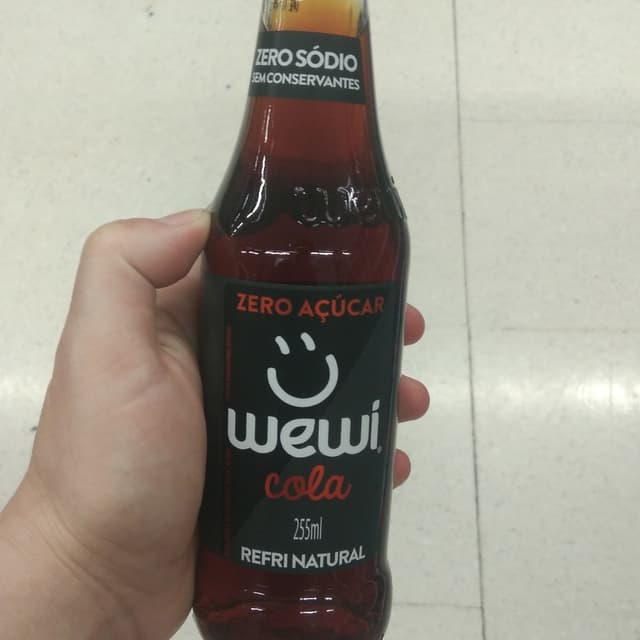 ZERO SÓDIO
SEM CONSERVANTES
ZERO AÇÚCAR
wewi
cola
255ml
REFRI NATURAL